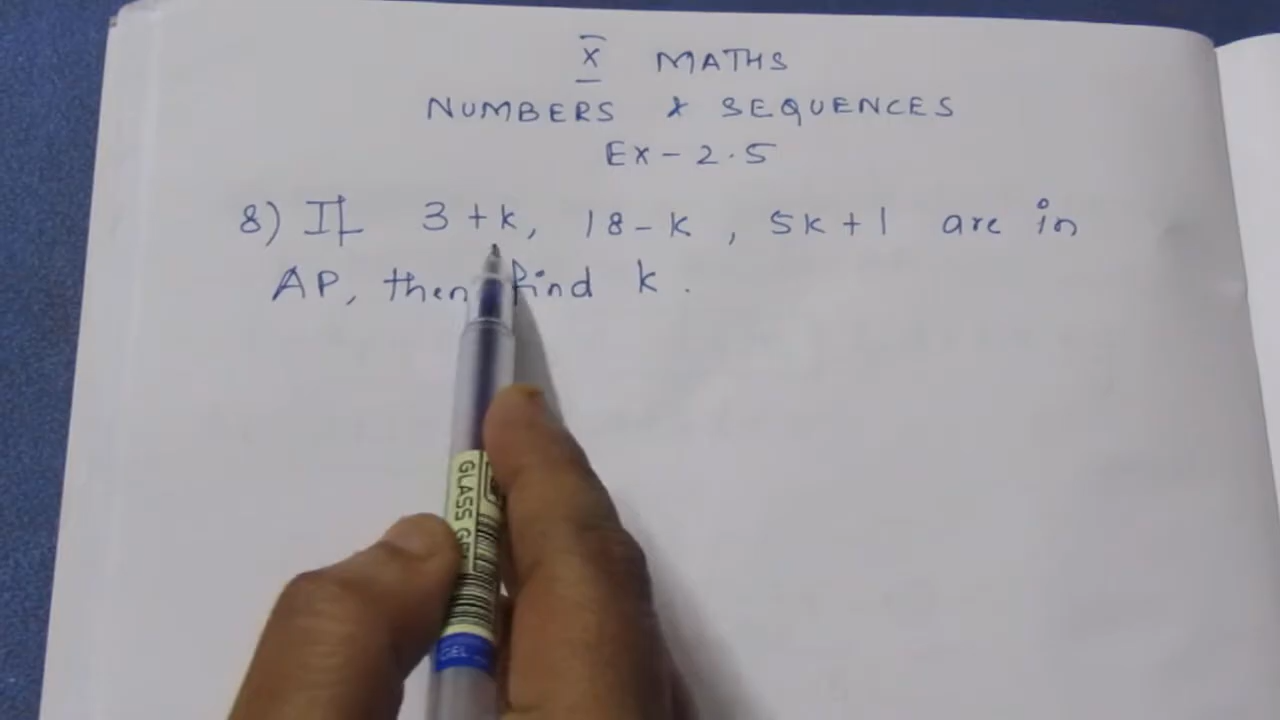 X MATHS
NUMBERS & SEQUENCES
Ex-2.5
8) If 3+k, 18-k, 5k+1 are in
AP, then find k.
GLASS GEL
GEL